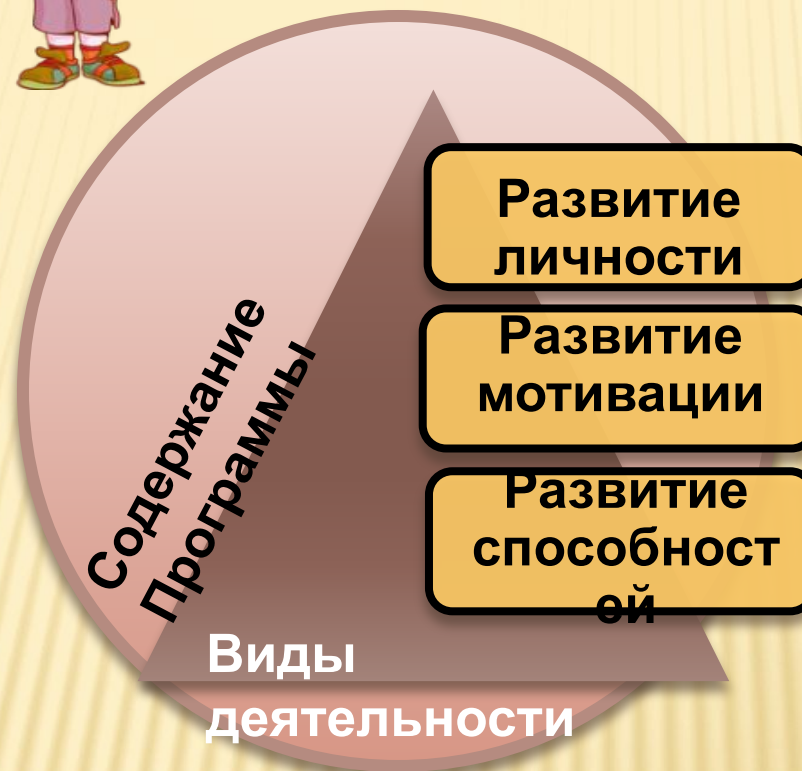 Развитие
личности
Развитие
мотивации
Развитие
способност
ей
Содержание
Программы
Виды
деятельности